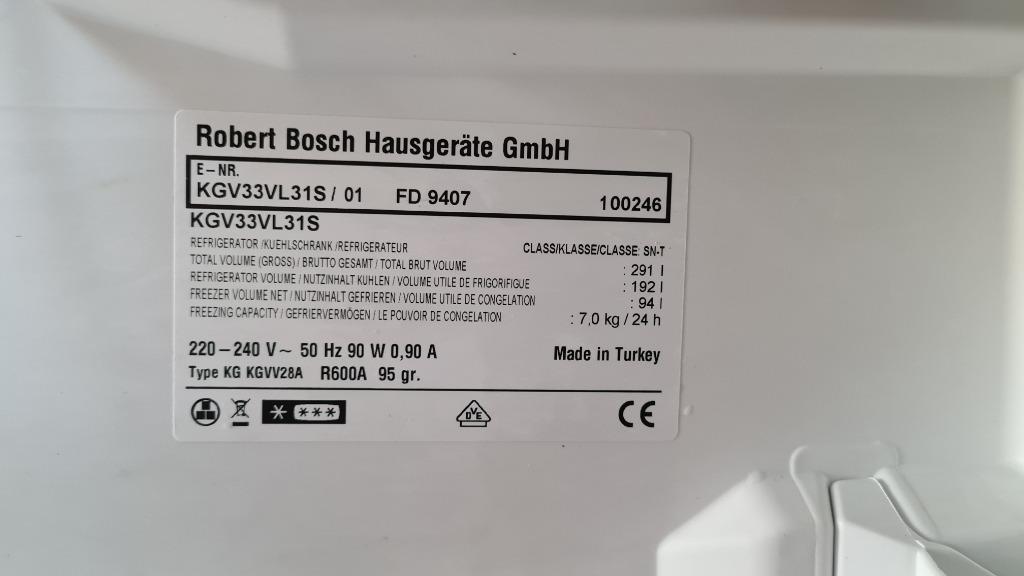 Robert Bosch Hausgeräte GmbH
E-NR.
KGV33VL31S / 01 FD 9407 100246
KGV33VL31S
REFRIGERATOR /KUEHLSCHRANK /REFRIGERATEUR CLASS/KLASSE/CLASSE: SN-T
TOTAL VOLUME (GROSS) / BRUTTO GESAMT / TOTAL BRUT VOLUME : 291 l
REFRIGERATOR VOLUME / NUTZINHALT KUHLEN / VOLUME UTILE DE FRIGORIFIGUE : 192 l
FREEZER VOLUME NET / NUTZINHALT GEFRIEREN / VOLUME UTILE DE CONGELATION : 94 l
FREEZING CAPACITY / GEFRIERVERMÖGEN / LE POUVOIR DE CONGELATION : 7,0 kg / 24 h
220-240 V~ 50 Hz 90 W 0,90 A Made in Turkey
Type KG KGVV28A R600A 95 gr.
DVE CE